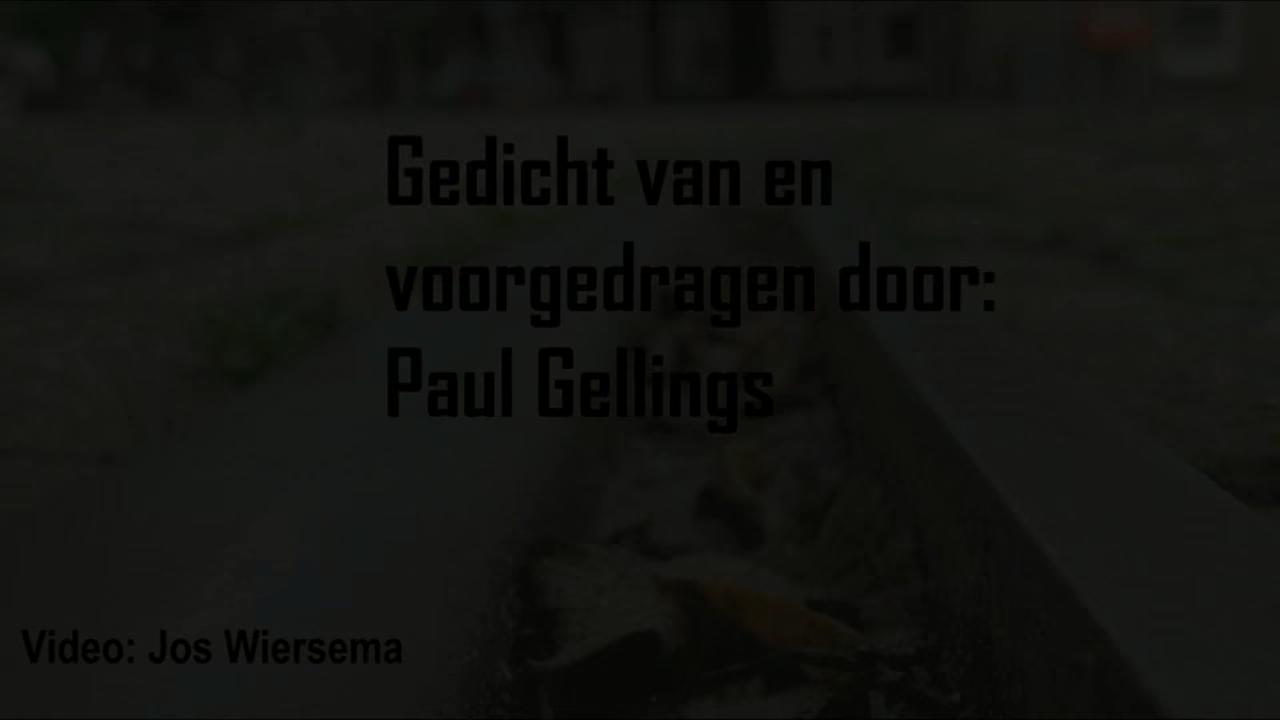 Gedicht van en
voorgedragen door:
Paul Gellings
Video: Jos Wiersema